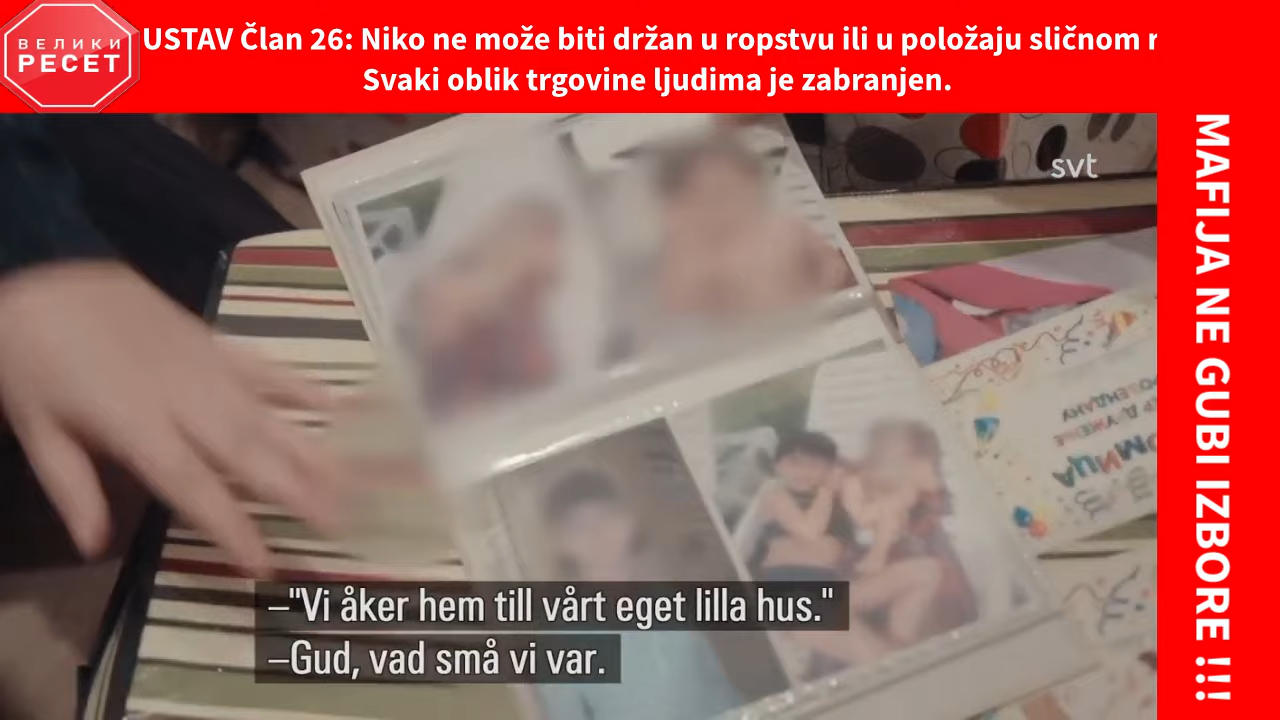 ВЕЛИКИ
РЕСЕТ
USTAV Član 26: Niko ne može biti držan u ropstvu ili u položaju sličnom r
Svaki oblik trgovine ljudima je zabranjen.
svt
MAFIJA NE GUBI IZBORE !!!
–"Vi åker hem till vårt eget lilla hus."
–Gud, vad små vi var.